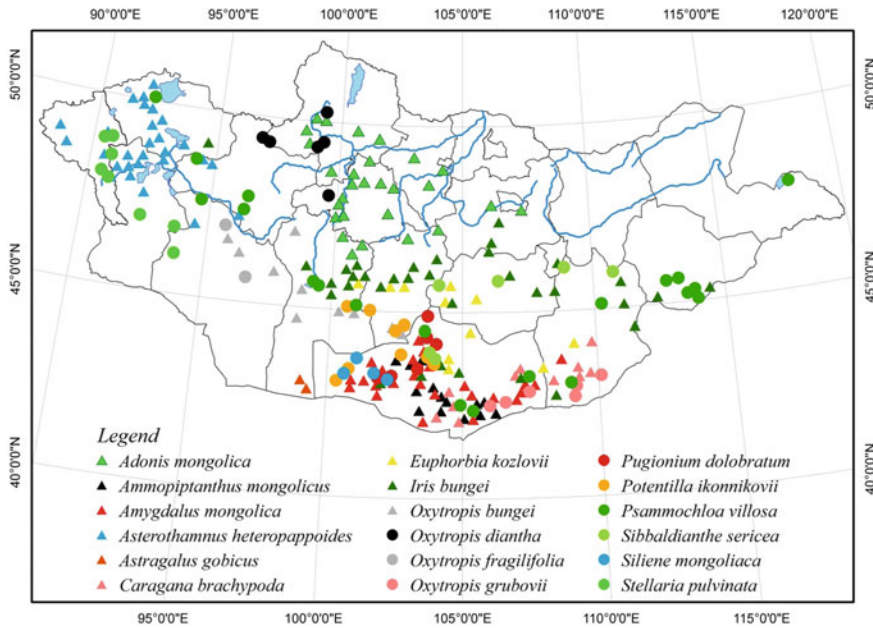 90°0'0"E 95°0'0"E 100°0'0"E 105°0'0"E 110°0'0"E 115°0'0"E 120°0'0"E
50°0'0"N 50°0'0"N
45°0'0"N 45°0'0"N
40°0'0"N 40°0'0"N
Legend
Adonis mongolica
Ammopiptanthus mongolicus
Amygdalus mongolica
Asterothamnus heteropappoides
Astragalus gobicus
Caragana brachypoda
Euphorbia kozlovii
Iris bungei
Oxytropis bungei
Oxytropis diantha
Oxytropis fragilifolia
Oxytropis grubovii
Pugionium dolobratum
Potentilla ikonnikovii
Psammochloa villosa
Sibbaldianthe sericea
Siliene mongoliaca
Stellaria pulvinata
95°0'0"E 100°0'0"E 105°0'0"E 110°0'0"E 115°0'0"E